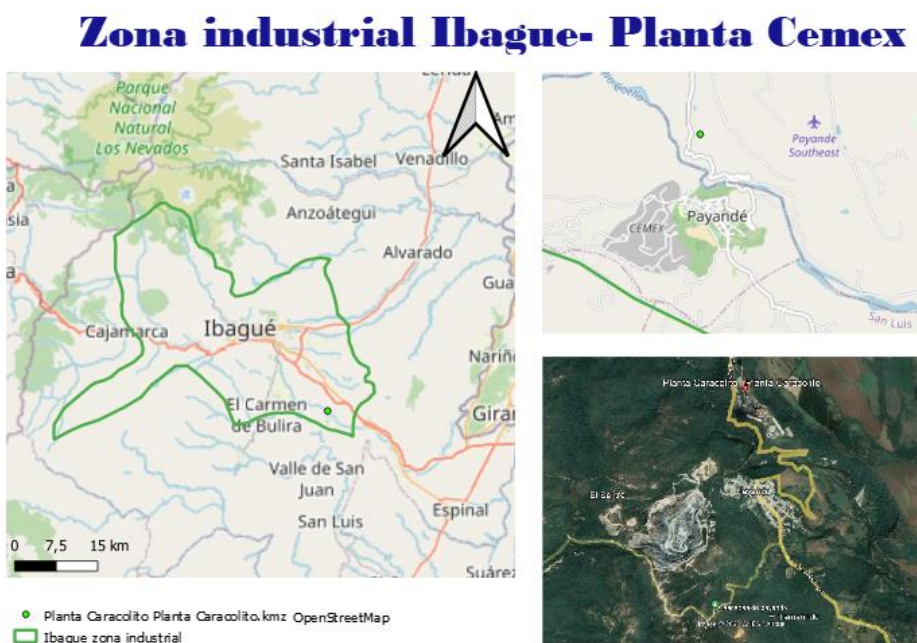 Zona industrial Ibague- Planta Cemex
Parque
Nacional
Natural
Los Nevados
Santa Isabel
Venadillo
Anzoátegui
Alvarado
Gua
Cajamarca
Ibagué
Nariño
El Carmen
de Bulira
Girar
Valle de San
Juan
San Luis
Espinal
Suárez
0 7,5 15 km
Planta Caracolito Planta Caracolito.kmz OpenStreetMap
Ibague zona industrial
Payande
Southeast
Payandé
CEMEX
San Luis
Planta Caracolito Planta Caracolito